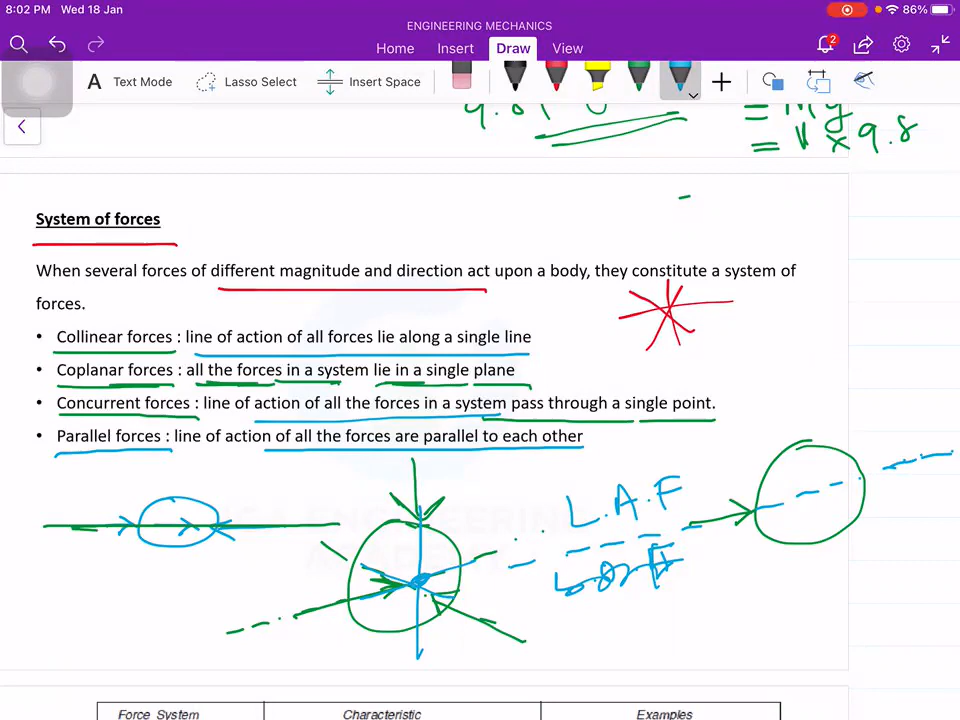 8:02 PM Wed 18 Jan
86%
ENGINEERING MECHANICS
Home Insert Draw View
2
A Text Mode Lasso Select Insert Space
9.81
= Mg
= 1 × 9.8
System of forces
When several forces of different magnitude and direction act upon a body, they constitute a system of
forces.
• Collinear forces : line of action of all forces lie along a single line
• Coplanar forces : all the forces in a system lie in a single plane
• Concurrent forces : line of action of all the forces in a system pass through a single point.
• Parallel forces : line of action of all the forces are parallel to each other
L.A.F
ENGINEERING
ACADEMY
Force System Characteristic Examples